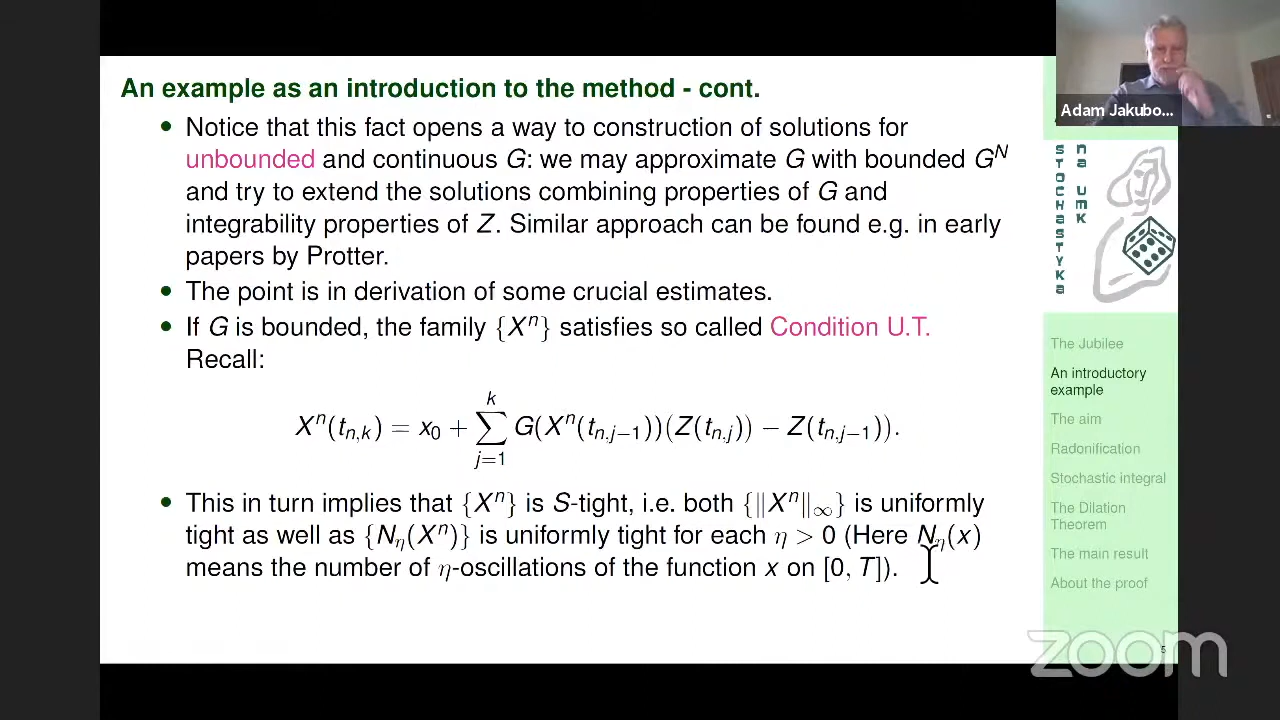 An example as an introduction to the method - cont.
Notice that this fact opens a way to construction of solutions for
unbounded and continuous G: we may approximate G with bounded G^N
and try to extend the solutions combining properties of G and
integrability properties of Z. Similar approach can be found e.g. in early
papers by Protter.
The point is in derivation of some crucial estimates.
If G is bounded, the family {X^n} satisfies so called Condition U.T.
Recall:
X^n(t_{n,k}) = x_0 + \sum_{j=1}^{k} G(X^n(t_{n,j-1}))(Z(t_{n,j})) − Z(t_{n,j-1})).
This in turn implies that {X^n} is S-tight, i.e. both {‖X^n‖_∞} is uniformly
tight as well as {N_η(X^n)} is uniformly tight for each η > 0 (Here N_η(x)
means the number of η-oscillations of the function x on [0, T]).
Adam Jakubo...
STOCHASTYKA
na UMK
The Jubilee
An introductory
example
The aim
Radonification
Stochastic integral
The Dilation
Theorem
The main result
About the proof
5
zoom